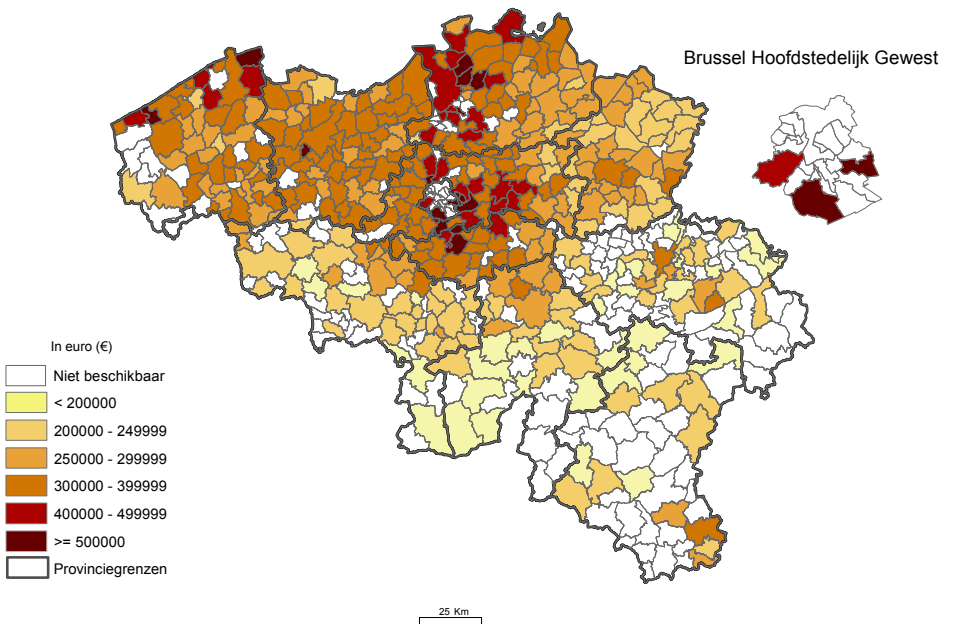 Brussel Hoofdstedelijk Gewest
In euro (€)
Niet beschikbaar
< 200000
200000 - 249999
250000 - 299999
300000 - 399999
400000 - 499999
>= 500000
Provinciegrenzen
25 Km